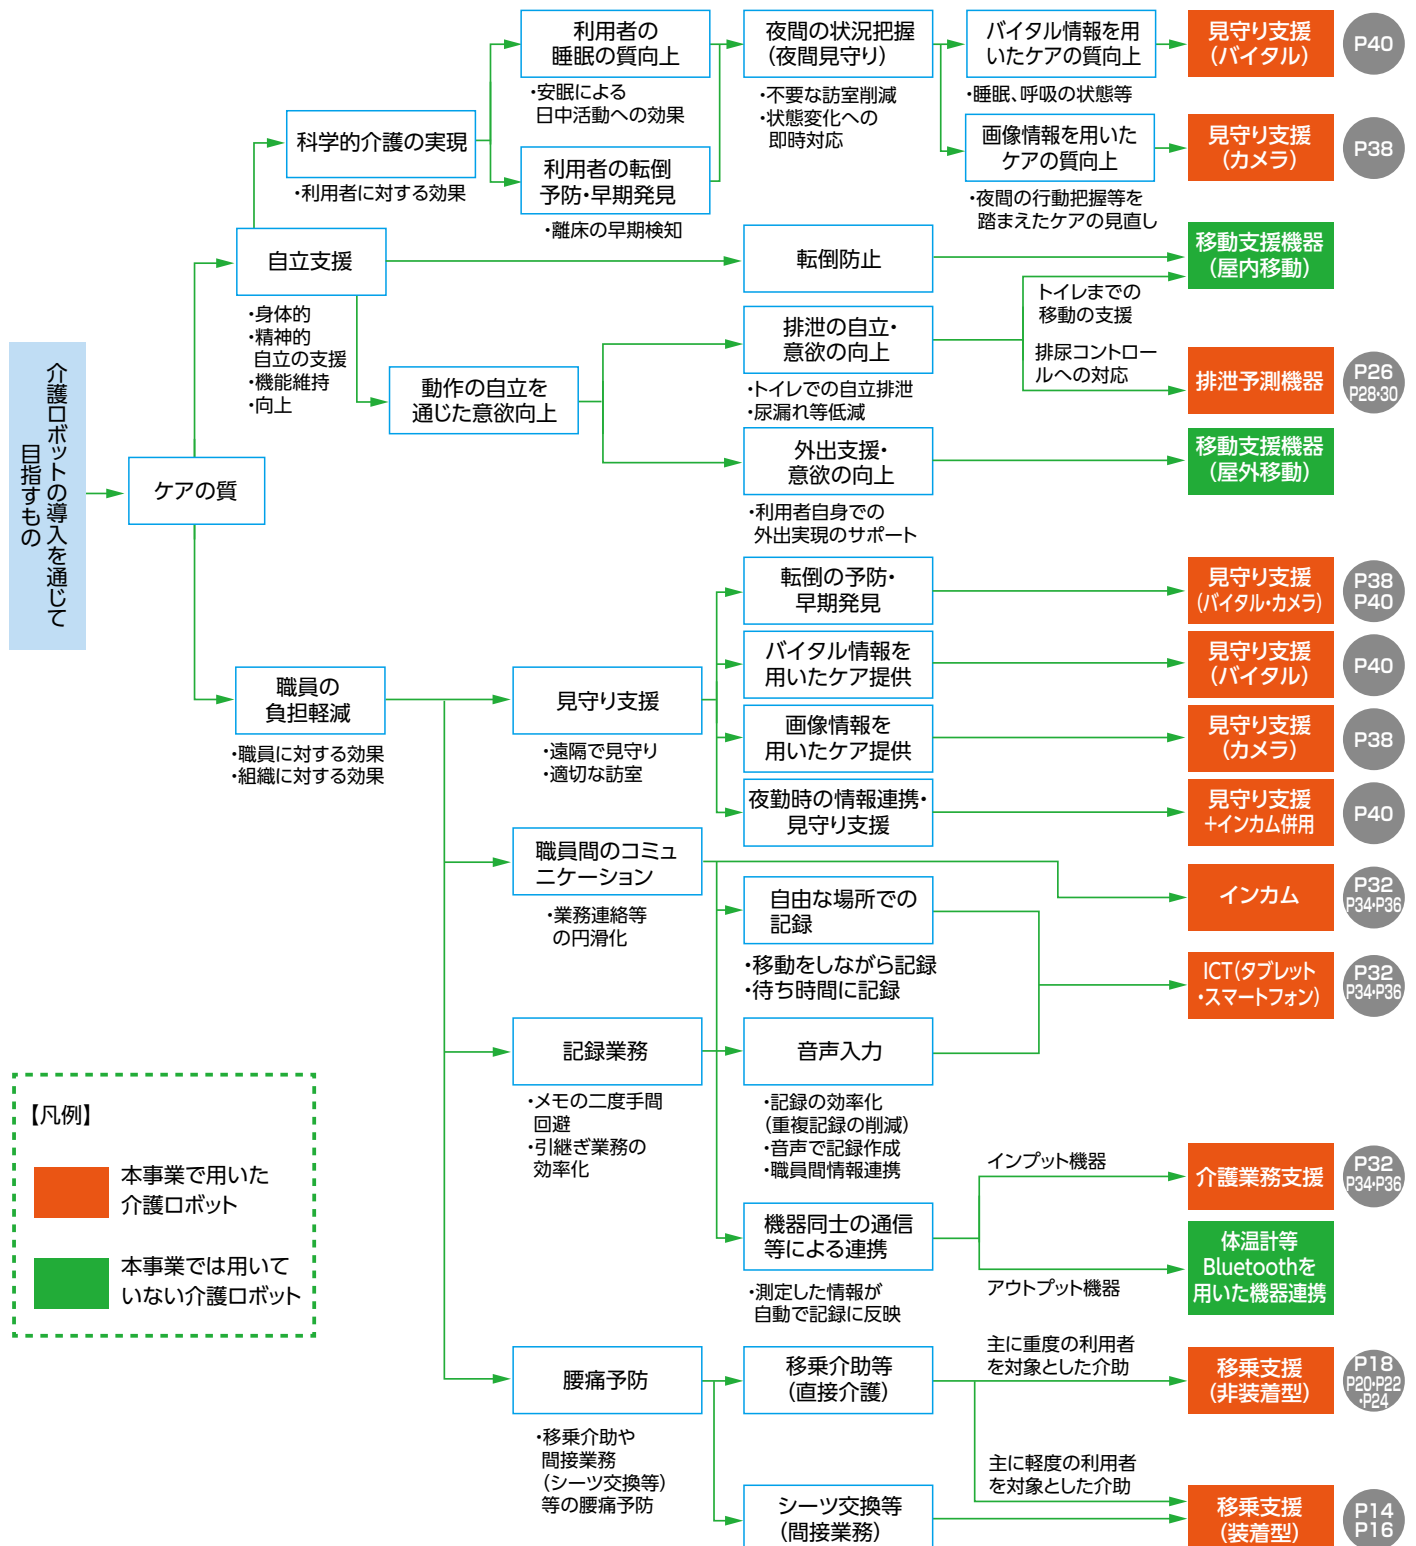 介護ロボットの導入を通じて
目指すもの
ケアの質
自立支援
・身体的
・精神的
自立の支援
・機能維持
・向上
科学的介護の実現
・利用者に対する効果
利用者の
睡眠の質向上
・安眠による
日中活動への効果
利用者の転倒
予防・早期発見
・離床の早期検知
夜間の状況把握
(夜間見守り)
・不要な訪室削減
・状態変化への
即時対応
バイタル情報を用
いたケアの質向上
・睡眠、呼吸の状態等
見守り支援
(バイタル)
P40
画像情報を用いた
ケアの質向上
・夜間の行動把握等を
踏まえたケアの見直し
見守り支援
(カメラ)
P38
転倒防止
移動支援機器
(屋内移動)
動作の自立を
通じた意欲向上
排泄の自立・
意欲の向上
・トイレでの自立排泄
・尿漏れ等低減
トイレまでの
移動の支援
排尿コントロー
ルへの対応
排泄予測機器
P26
P28・30
外出支援・
意欲の向上
・利用者自身での
外出実現のサポート
移動支援機器
(屋外移動)
職員の
負担軽減
・職員に対する効果
・組織に対する効果
見守り支援
・遠隔で見守り
・適切な訪室
転倒の予防・
早期発見
見守り支援
(バイタル・カメラ)
P38
P40
バイタル情報を
用いたケア提供
見守り支援
(バイタル)
P40
画像情報を
用いたケア提供
見守り支援
(カメラ)
P38
夜勤時の情報連携・
見守り支援
見守り支援
+インカム併用
P40
職員間のコミュ
ニケーション
・業務連絡等
の円滑化
インカム
P32
P34・P36
自由な場所での
記録
・移動をしながら記録
・待ち時間に記録
ICT(タブレット
・スマートフォン)
P32
P34・P36
記録業務
・メモの二度手間
回避
・引継ぎ業務の
効率化
音声入力
・記録の効率化
(重複記録の削減)
・音声で記録作成
・職員間情報連携
機器同士の通信
等による連携
・測定した情報が
自動で記録に反映
インプット機器
介護業務支援
P32
P34・P36
アウトプット機器
体温計等
Bluetoothを
用いた機器連携
腰痛予防
・移乗介助や
間接業務
(シーツ交換等)
等の腰痛予防
移乗介助等
(直接介護)
主に重度の利用者
を対象とした介助
移乗支援
(非装着型)
P18
P20・P22
・P24
主に軽度の利用者
を対象とした介助
シーツ交換等
(間接業務)
移乗支援
(装着型)
P14
P16
【凡例】
本事業で用いた
介護ロボット
本事業では用いて
いない介護ロボット